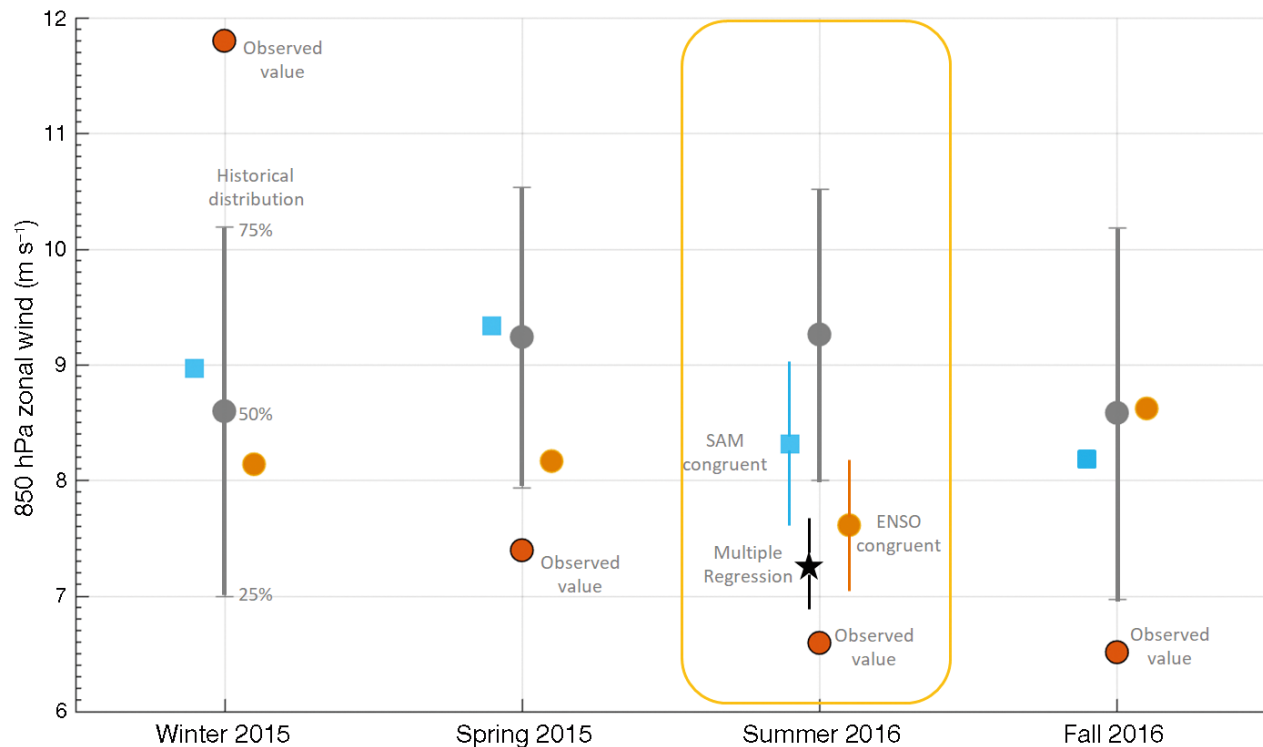 12
11
10
9
8
7
6
850 hPa zonal wind (m s⁻¹)
Observed
value
Historical
distribution
75%
50%
25%
Observed
value
SAM
congruent
Multiple
Regression
ENSO
congruent
Observed
value
Observed
value
Winter 2015
Spring 2015
Summer 2016
Fall 2016